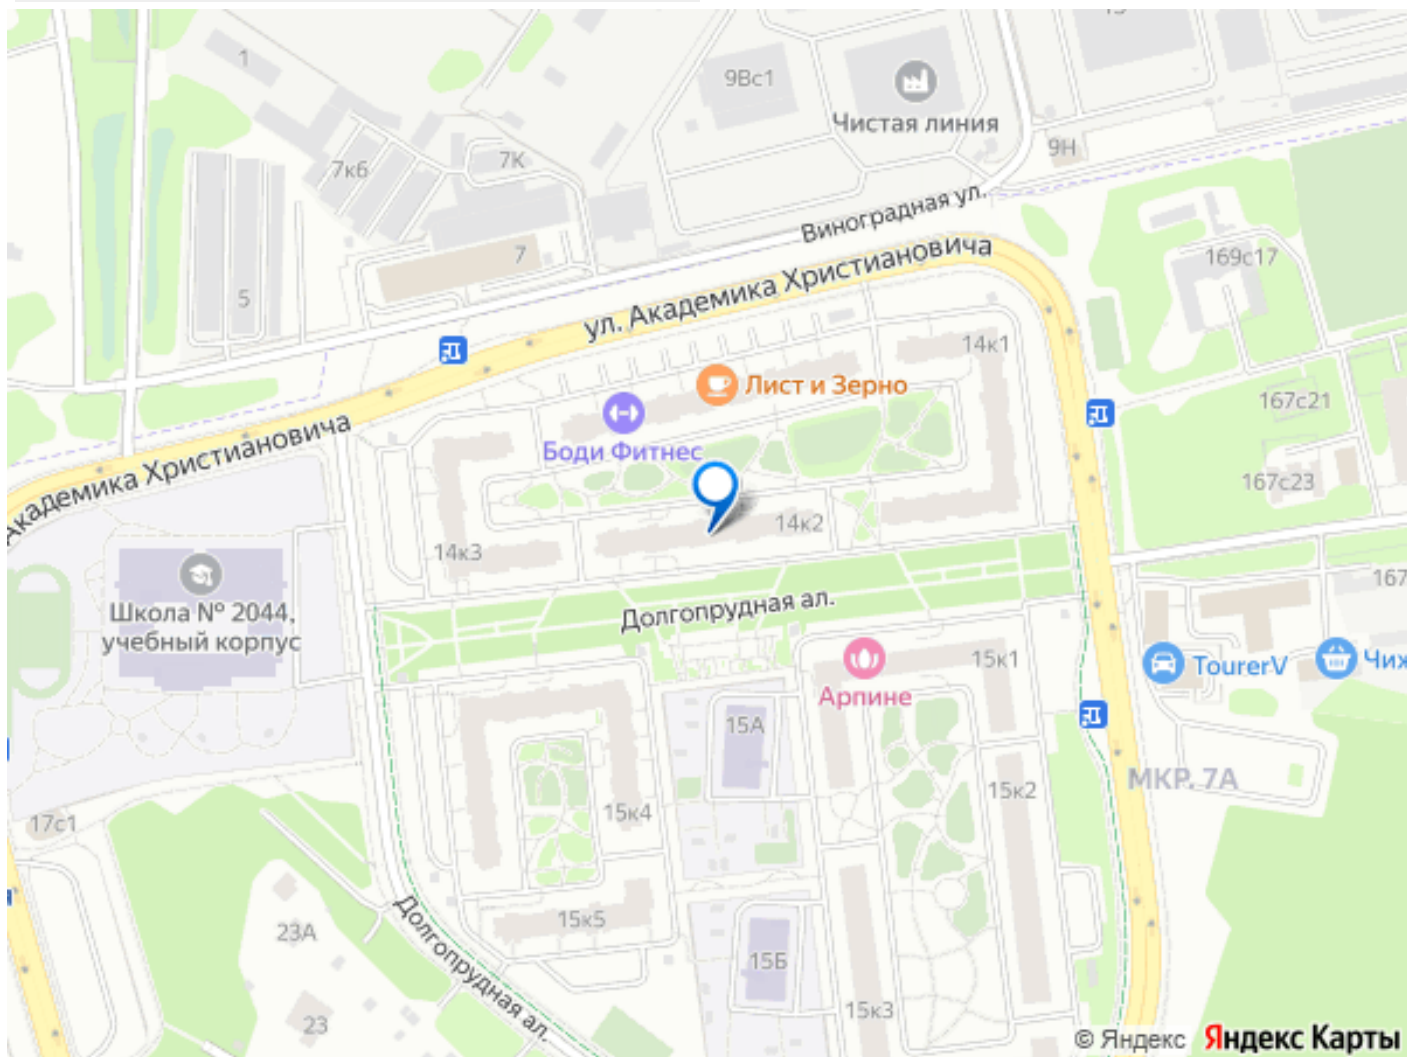 1
9Вс1
Чистая линия
7к6
7К
9Н
Виноградная ул.
ул. Академика Христиановича
7
5
169с17
14к1
Лист и Зерно
Боди Фитнес
167с21
Академика Христиановича
167с23
14к2
14к3
Школа № 2044,
учебный корпус
Долгопрудная ал.
167
15к1
TourerV
Чих
Арпине
15А
МКР. 7А
15к2
15к4
17с1
15к5
23А
Долгопрудная ал.
15Б
15к3
23
© Яндекс Яндекс Карты